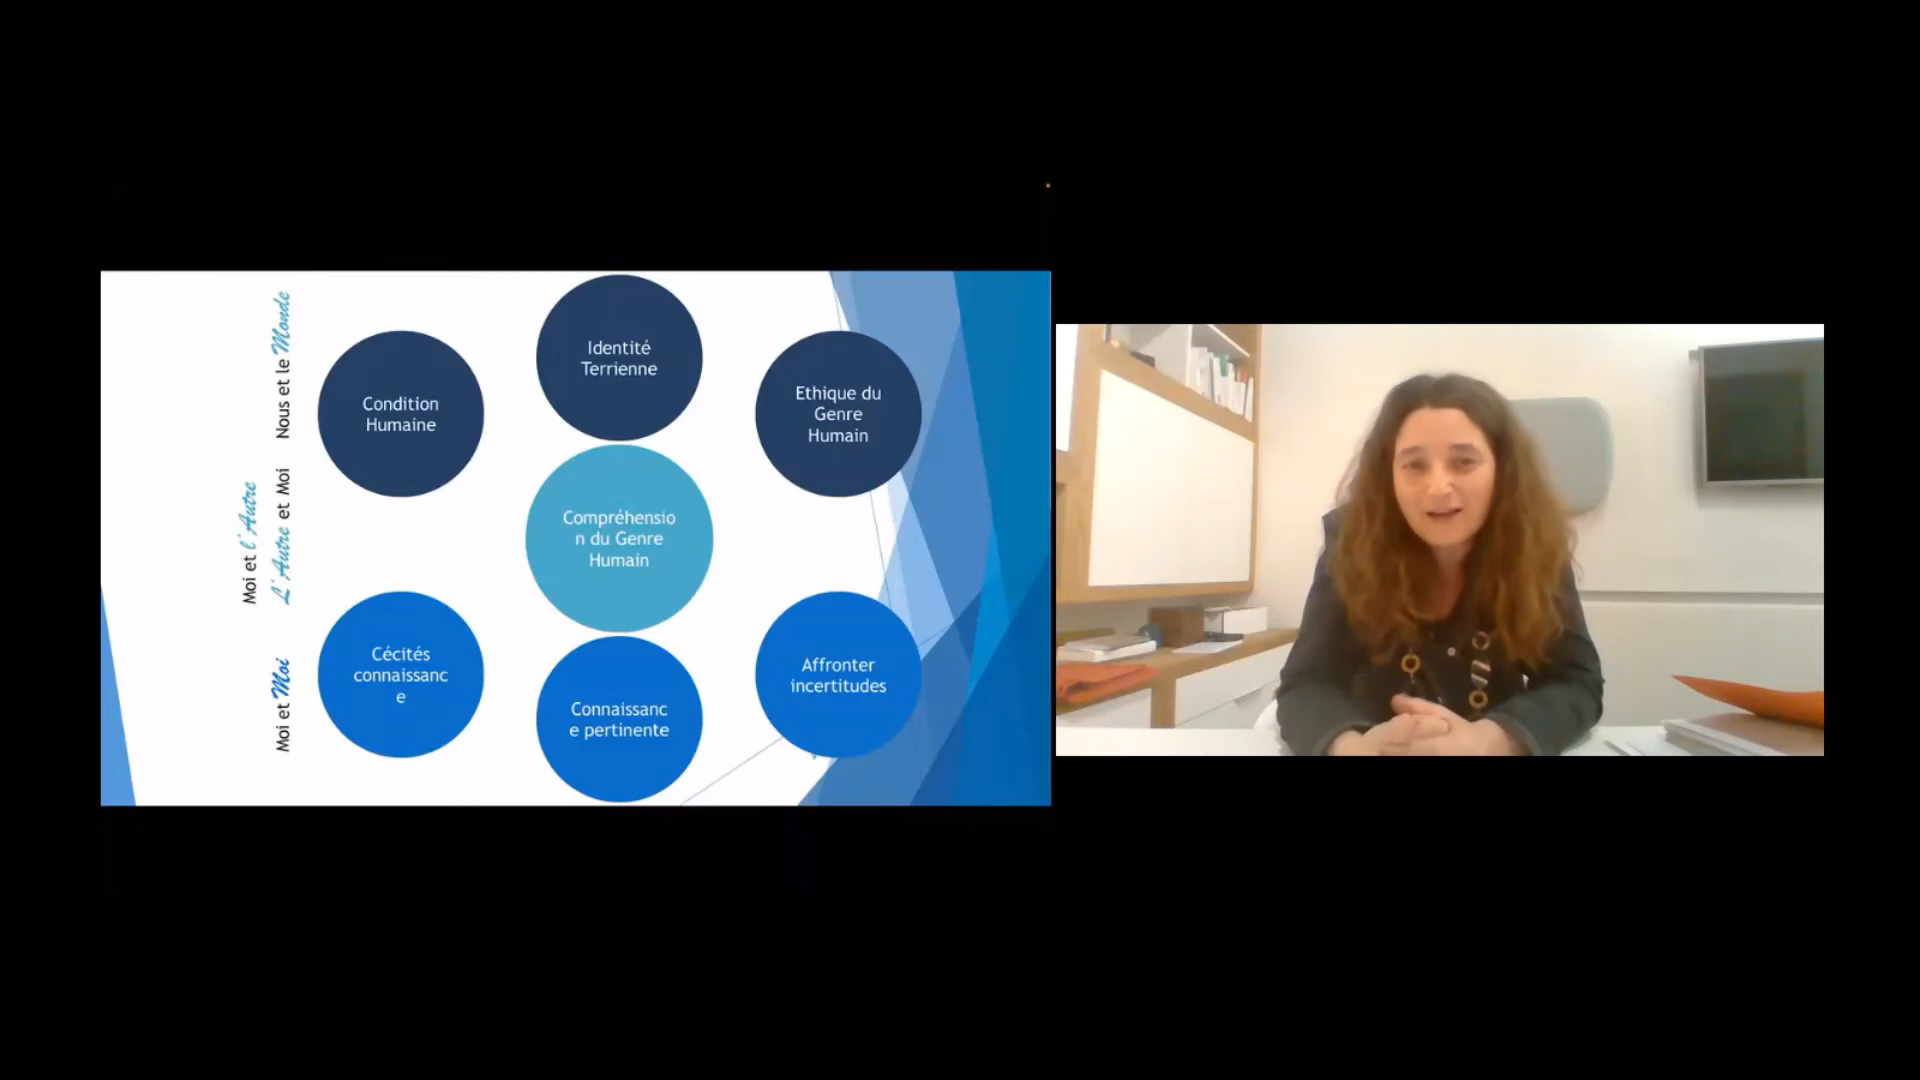 Nous et le Monde
Moi et l'Autre
L'Autre et Moi
Moi et Moi
Condition
Humaine
Identité
Terrienne
Ethique du
Genre
Humain
Compréhensio
n du Genre
Humain
Cécités
connaissanc
e
Connaissanc
e pertinente
Affronter
incertitudes